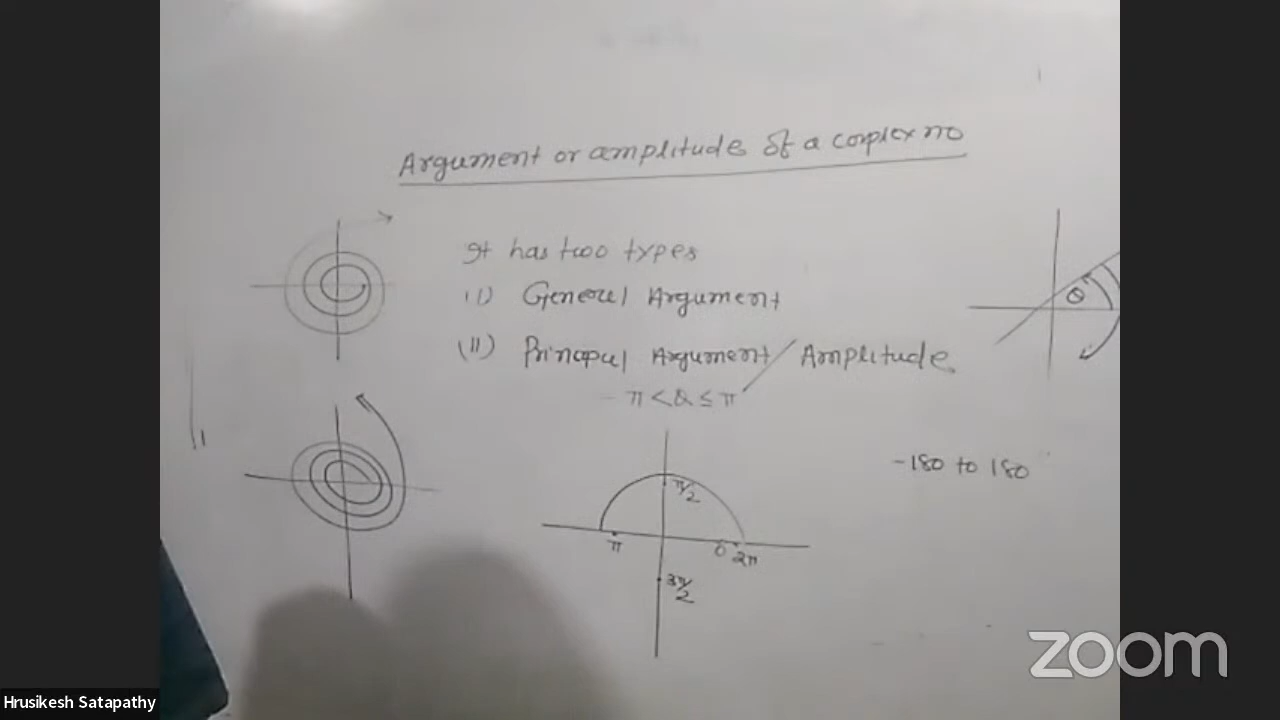 Argument or amplitude of a complex no
It has two types
(I) General Argument
(II) Principal Argument / Amplitude
- π < θ ≤ π
θ
-180 to 180
π/2
π
0
2π
3π/2
zoom
Hrusikesh Satapathy